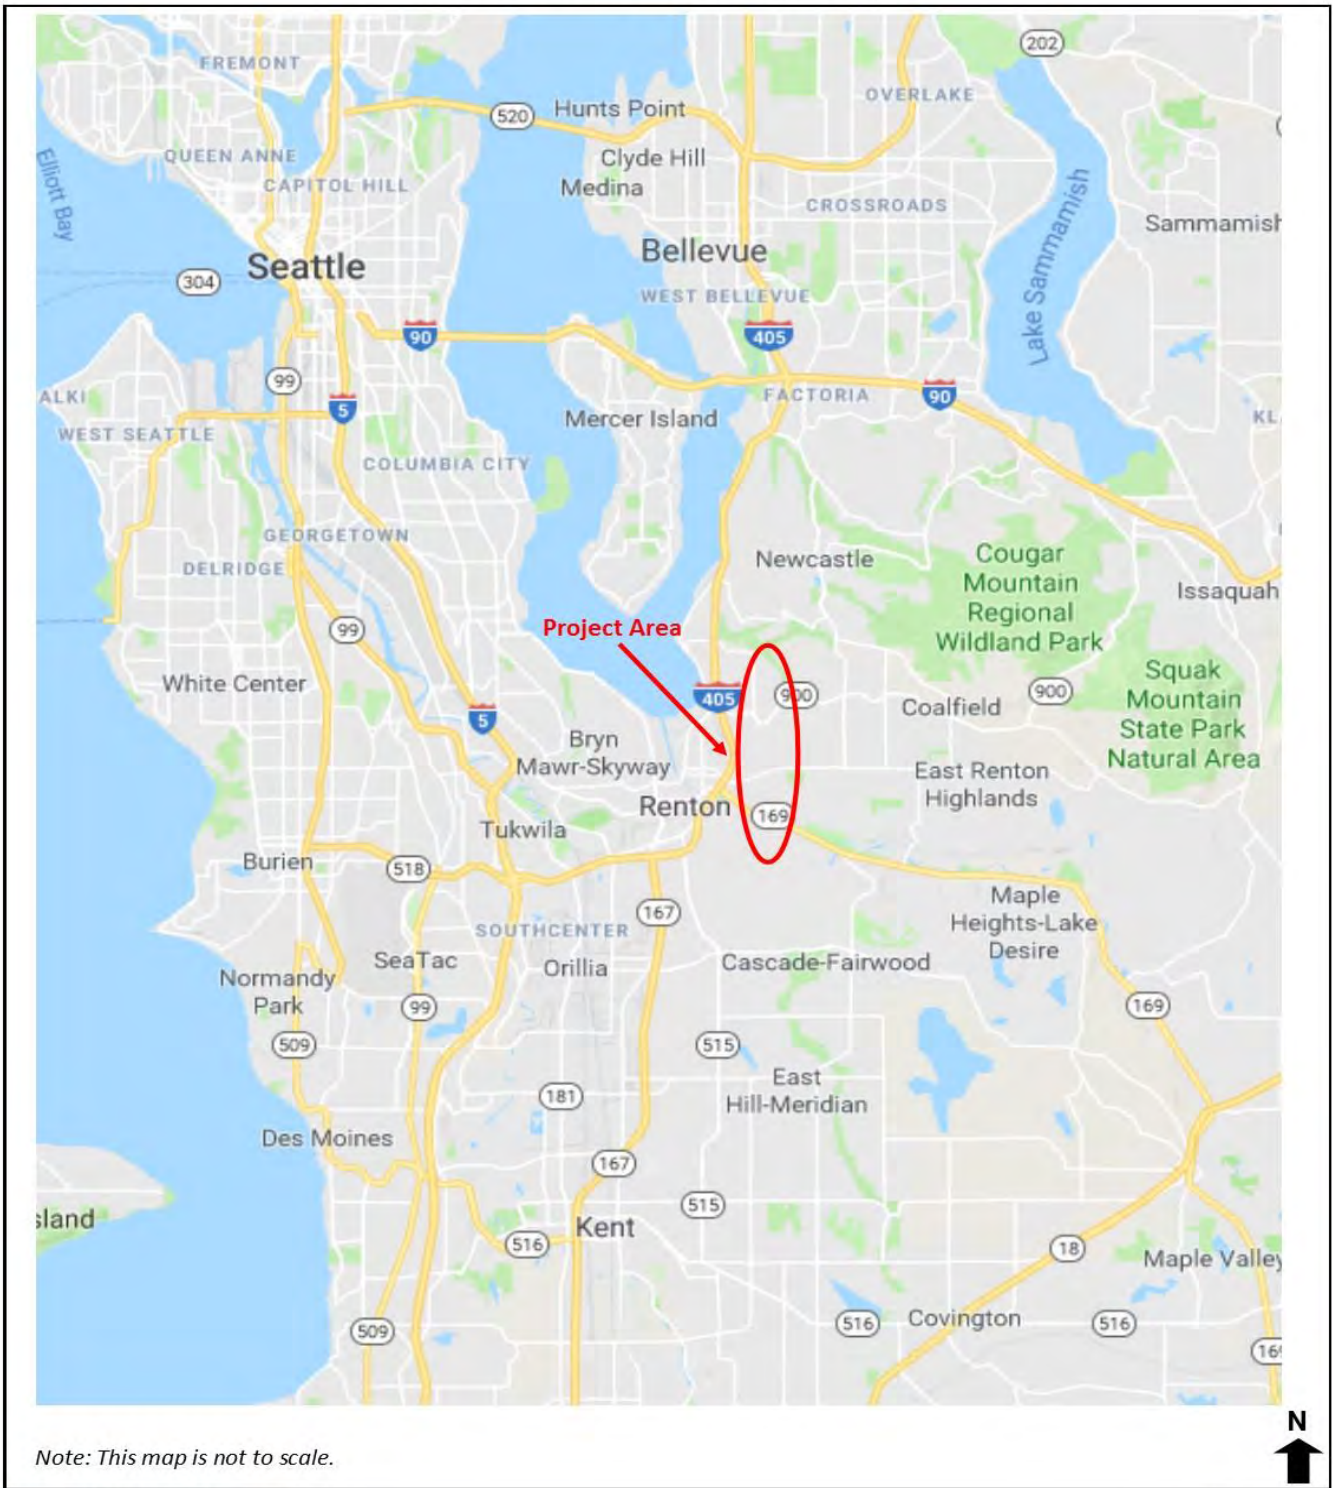 202
FREMONT
OVERLAKE
520
Hunts Point
QUEEN ANNE
Clyde Hill
CAPITOL HILL
Medina
Elliott Bay
CROSSROADS
Lake Sammamish
Sammamish
Bellevue
Seattle
304
WEST BELLEVUE
90
405
99
5
ALKI
FACTORIA
90
Mercer Island
WEST SEATTLE
KL
COLUMBIA CITY
GEORGETOWN
DELRIDGE
Newcastle
Cougar
Mountain
Regional
Wildland Park
Issaquah
Project Area
99
White Center
405
900
Coalfield
900
Squak
Mountain
State Park
Natural Area
5
Bryn
Mawr-Skyway
East Renton
Highlands
Renton
169
Tukwila
Burien
518
Maple
Heights-Lake
Desire
167
SOUTHCENTER
SeaTac
Orillia
Cascade-Fairwood
Normandy
Park
99
169
509
515
East
Hill-Meridian
181
Des Moines
167
515
sland
Kent
516
18
Maple Valley
509
516
Covington
516
169
N
Note: This map is not to scale.